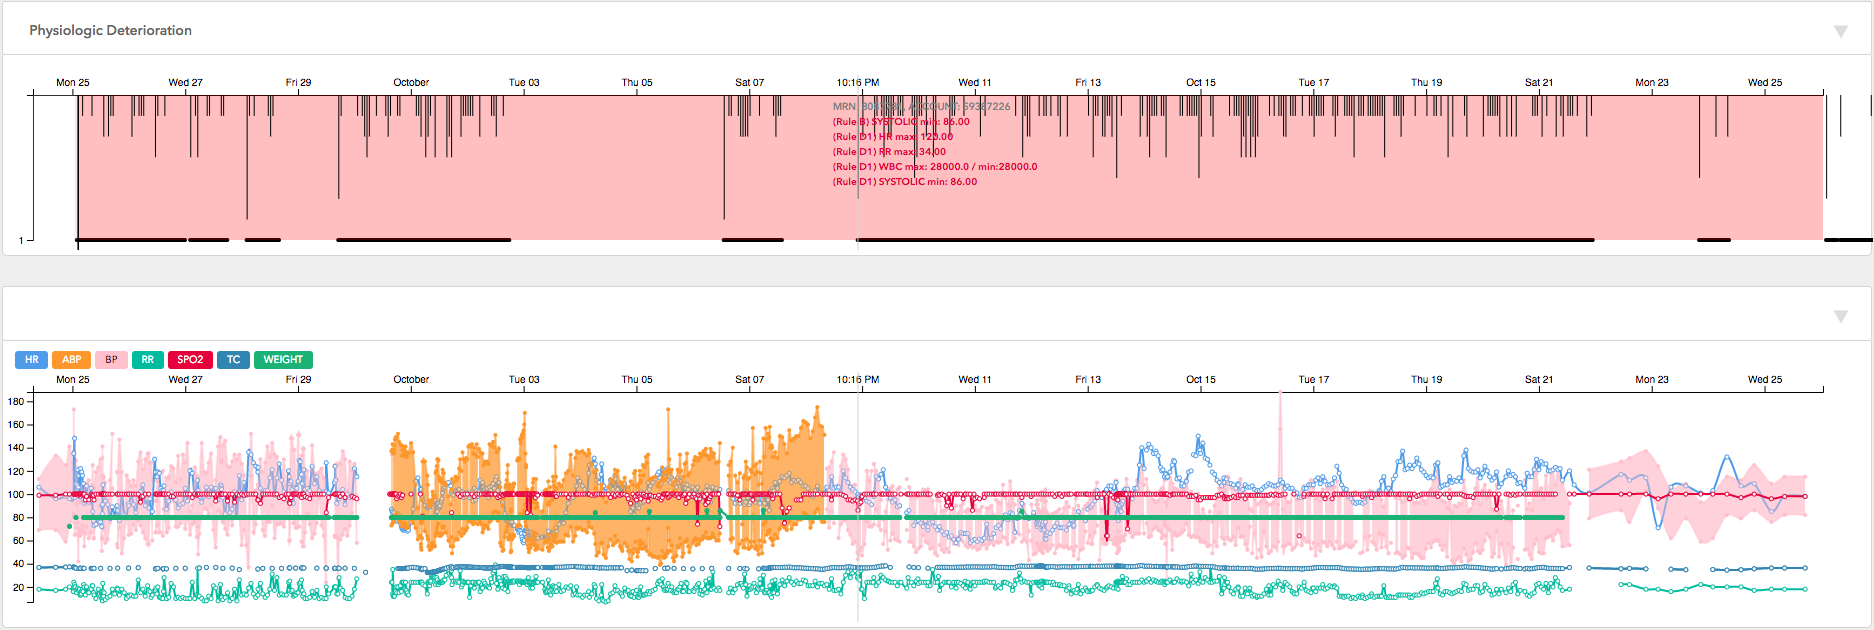 Physiologic Deterioration
Mon 25 Wed 27 Fri 29 October Tue 03 Thu 05 Sat 07 10:16 PM Wed 11 Fri 13 Oct 15 Tue 17 Thu 19 Sat 21 Mon 23 Wed 25
MRN: ACCOUNT: 59387226
(Rule B) SYSTOLIC min: 86.00
(Rule D1) HR max: 120.00
(Rule D1) RR max: 34.00
(Rule D1) WBC max: 28000.0 / min:28000.0
(Rule D1) SYSTOLIC min: 86.00
1
HR ABP BP RR SPO2 TC WEIGHT
Mon 25 Wed 27 Fri 29 October Tue 03 Thu 05 Sat 07 10:16 PM Wed 11 Fri 13 Oct 15 Tue 17 Thu 19 Sat 21 Mon 23 Wed 25
180
160
140
120
100
80
60
40
20